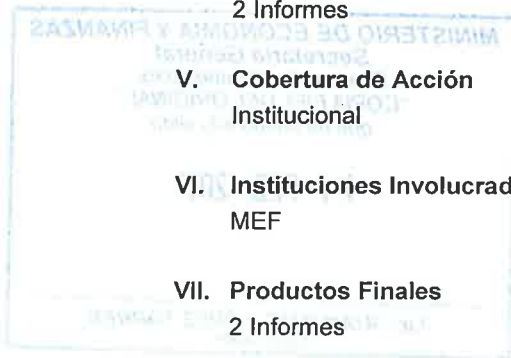 2 Informes
MINISTERIO DE ECONOMIA Y FINANZAS
Secretaría General
V. Cobertura de Acción
Institucional
VI. Instituciones Involucrad
MEF
VII. Productos Finales
2 Informes